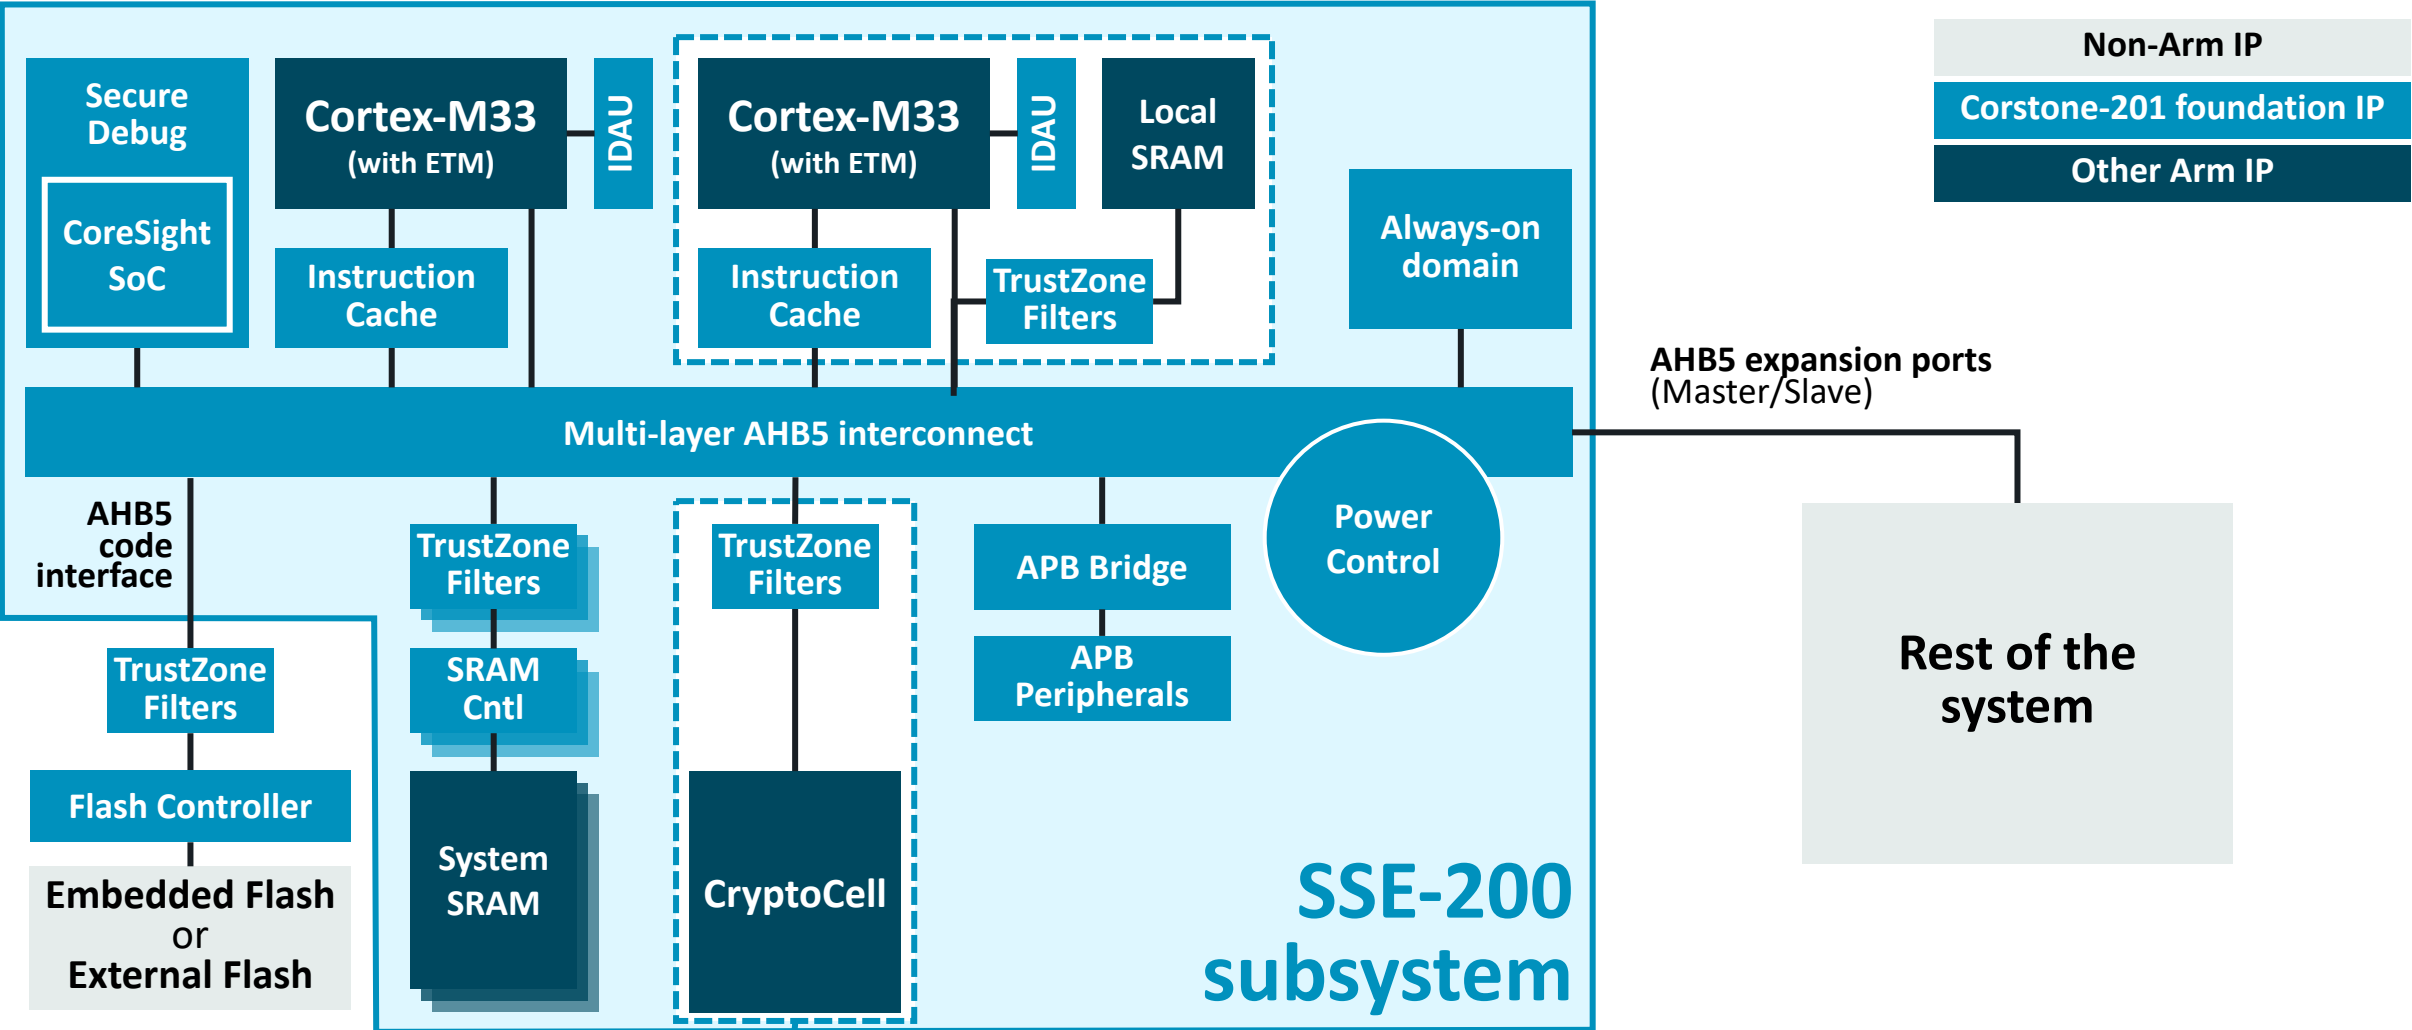 Non-Arm IP
Corstone-201 foundation IP
Other Arm IP
Secure
Debug
CoreSight
SoC
Cortex-M33
(with ETM)
IDAU
Instruction
Cache
Cortex-M33
(with ETM)
IDAU
Local
SRAM
Instruction
Cache
TrustZone
Filters
Always-on
domain
AHB5 expansion ports
(Master/Slave)
Multi-layer AHB5 interconnect
Power
Control
AHB5
code
interface
TrustZone
Filters
Flash Controller
Embedded Flash
or
External Flash
TrustZone
Filters
SRAM
Cntl
System
SRAM
TrustZone
Filters
CryptoCell
APB Bridge
APB
Peripherals
Rest of the
system
SSE-200
subsystem